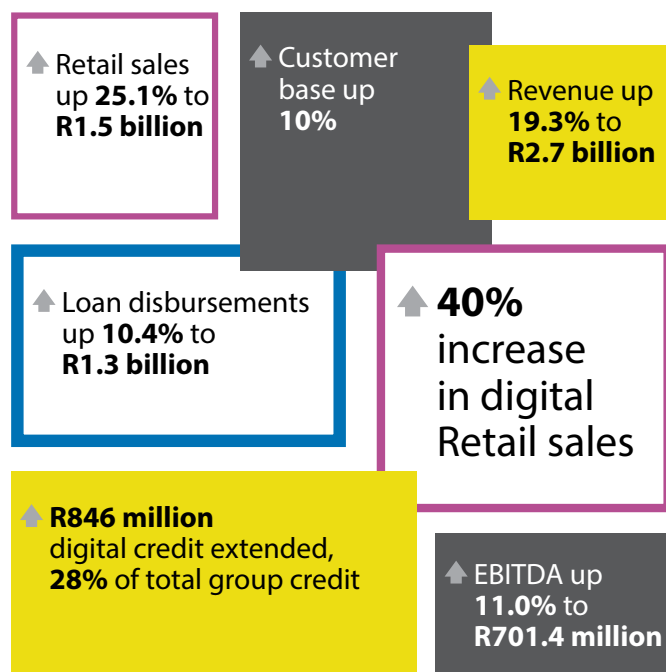 Retail sales
up 25.1% to
R1.5 billion
Customer
base up
10%
Revenue up
19.3% to
R2.7 billion
Loan disbursements
up 10.4% to
R1.3 billion
40%
increase
in digital
Retail sales
R846 million
digital credit extended,
28% of total group credit
EBITDA up
11.0% to
R701.4 million